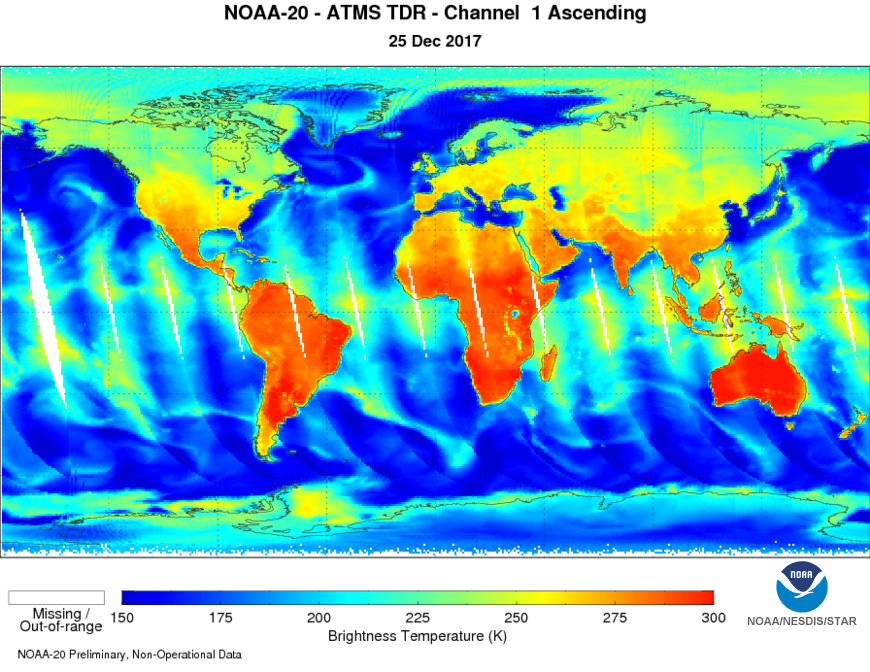 NOAA-20 - ATMS TDR - Channel 1 Ascending
25 Dec 2017
Missing /
Out-of-range
150 175 200 225 250 275 300
Brightness Temperature (K)
NOAA
NOAA/NESDIS/STAR
NOAA-20 Preliminary, Non-Operational Data